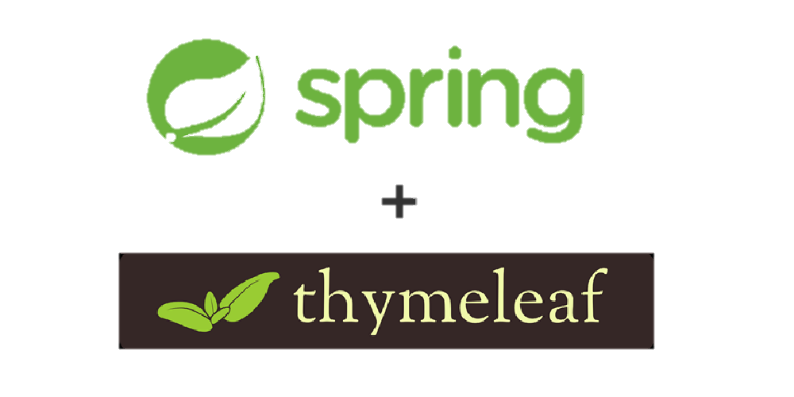 spring
+
thymeleaf